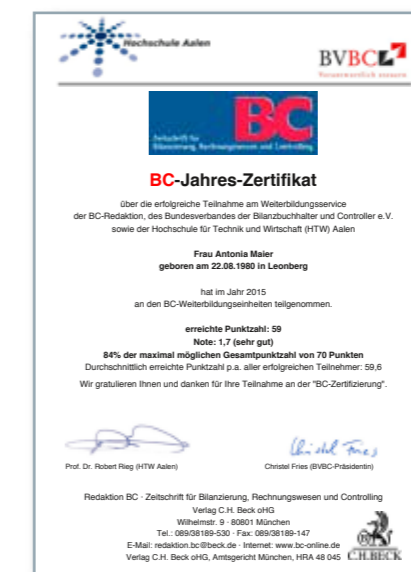 Hochschule Aalen
BVBC
Verantwortlich steuern
BC
Zeitschrift für
Bilanzierung, Rechnungswesen und Controlling
BC-Jahres-Zertifikat
über die erfolgreiche Teilnahme am Weiterbildungsservice
der BC-Redaktion, des Bundesverbandes der Bilanzbuchhalter und Controller e.V.
sowie der Hochschule für Technik und Wirtschaft (HTW) Aalen
Frau Antonia Maier
geboren am 22.08.1980 in Leonberg
hat im Jahr 2015
an den BC-Weiterbildungseinheiten teilgenommen.
erreichte Punktzahl: 59
Note: 1,7 (sehr gut)
84% der maximal möglichen Gesamtpunktzahl von 70 Punkten
Durchschnittlich erreichte Punktzahl p.a. aller erfolgreichen Teilnehmer: 59,6
Wir gratulieren Ihnen und danken für Ihre Teilnahme an der "BC-Zertifizierung".
Christel Fries
Prof. Dr. Robert Rieg (HTW Aalen)
Christel Fries (BVBC-Präsidentin)
Redaktion BC · Zeitschrift für Bilanzierung, Rechnungswesen und Controlling
Verlag C.H. Beck oHG
Wilhelmstr. 9 · 80801 München
Tel.: 089/38189-530 · Fax: 089/38189-147
E-Mail: redaktion.bc@beck.de · Internet: www.bc-online.de
Verlag C.H. Beck oHG, Amtsgericht München, HRA 48 045
C.H.BECK